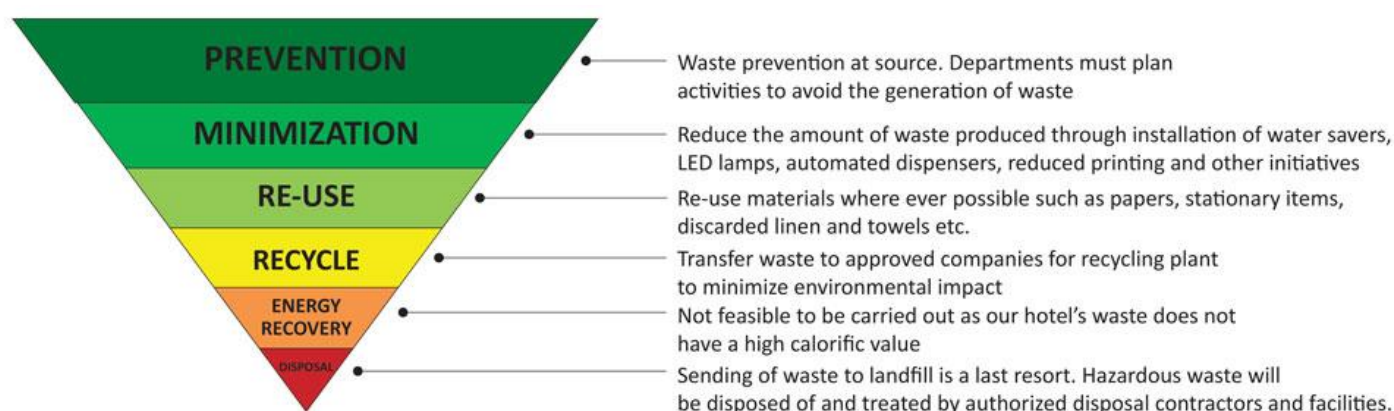 PREVENTION
Waste prevention at source. Departments must plan
activities to avoid the generation of waste
MINIMIZATION
Reduce the amount of waste produced through installation of water savers,
LED lamps, automated dispensers, reduced printing and other initiatives
RE-USE
Re-use materials where ever possible such as papers, stationary items,
discarded linen and towels etc.
RECYCLE
Transfer waste to approved companies for recycling plant
to minimize environmental impact
ENERGY
RECOVERY
Not feasible to be carried out as our hotel's waste does not
have a high calorific value
DISPOSAL
Sending of waste to landfill is a last resort. Hazardous waste will
be disposed of and treated by authorized disposal contractors and facilities.